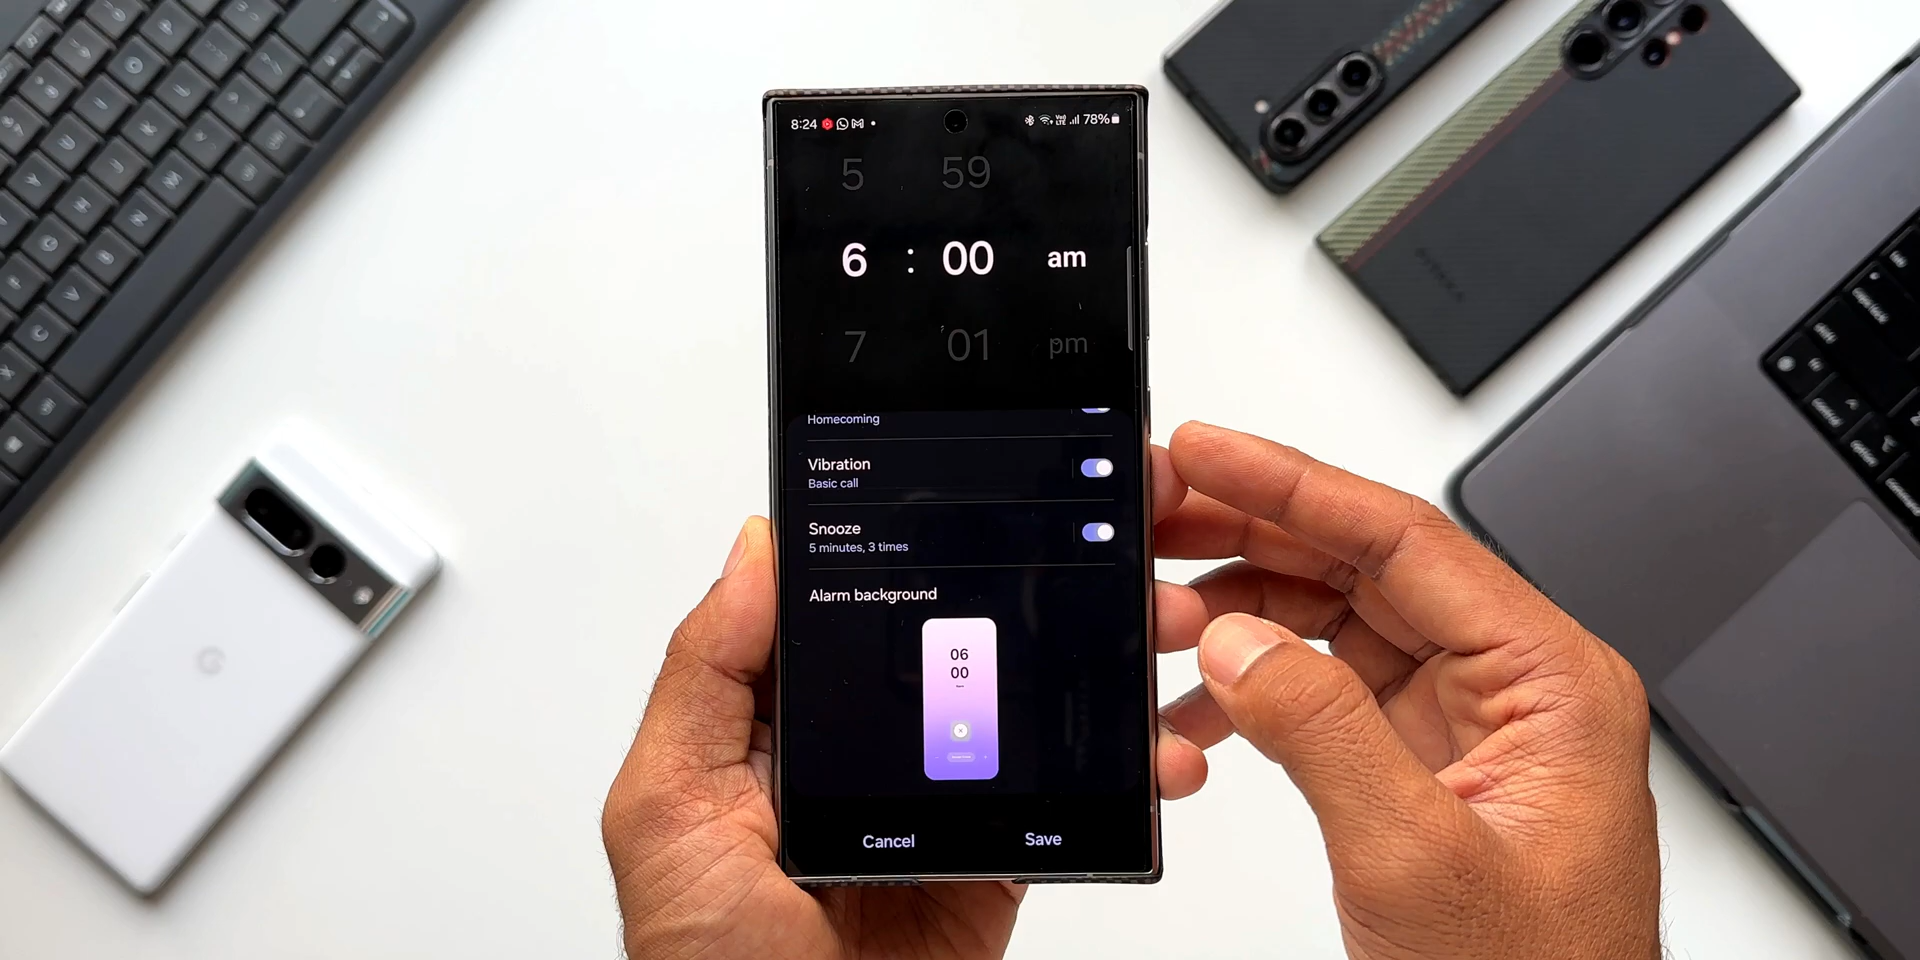 8:24
78%
5 59
6 : 00 am
7 01 pm
Homecoming
Vibration
Basic call
Snooze
5 minutes, 3 times
Alarm background
06
00
Cancel Save